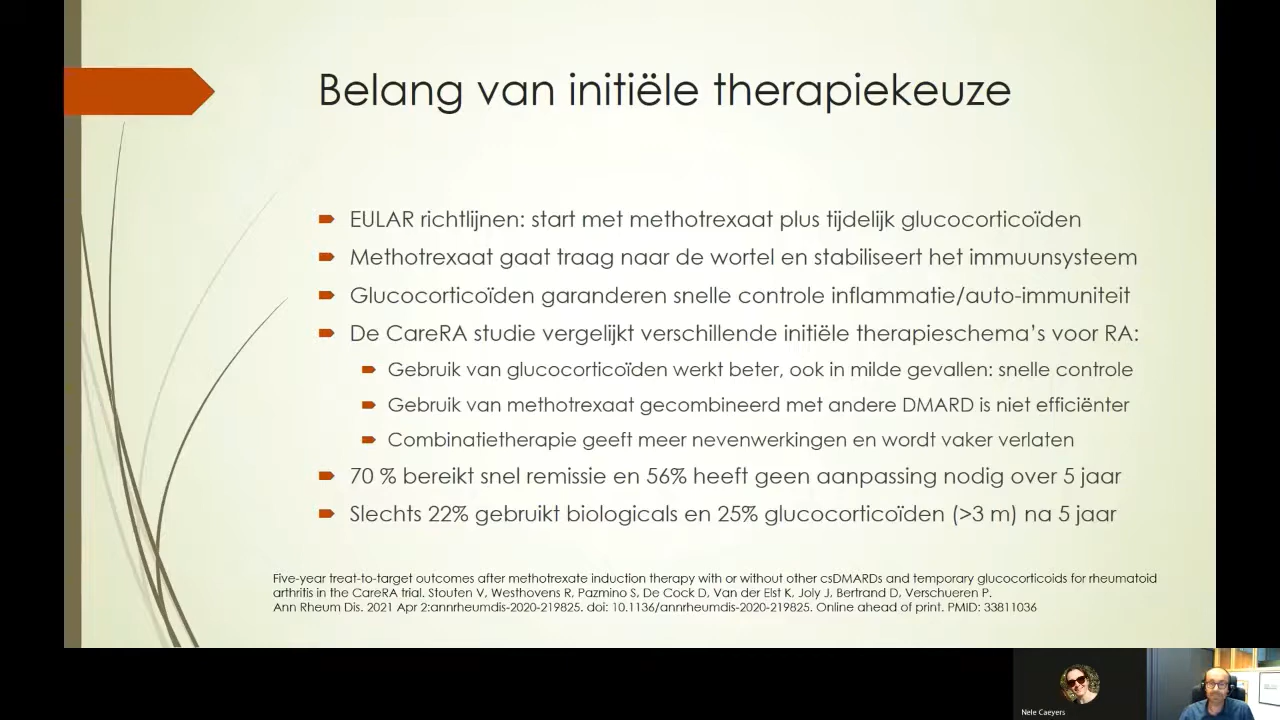 Belang van initiële therapiekeuze
EULAR richtlijnen: start met methotrexaat plus tijdelijk glucocorticoïden
Methotrexaat gaat traag naar de wortel en stabiliseert het immuunsysteem
Glucocorticoïden garanderen snelle controle inflammatie/auto-immuniteit
De CareRA studie vergelijkt verschillende initiële therapieschema's voor RA:
Gebruik van glucocorticoïden werkt beter, ook in milde gevallen: snelle controle
Gebruik van methotrexaat gecombineerd met andere DMARD is niet efficiënter
Combinatietherapie geeft meer nevenwerkingen en wordt vaker verlaten
70 % bereikt snel remissie en 56% heeft geen aanpassing nodig over 5 jaar
Slechts 22% gebruikt biologicals en 25% glucocorticoïden (>3 m) na 5 jaar
Five-year treat-to-target outcomes after methotrexate induction therapy with or without other csDMARDs and temporary glucocorticoids for rheumatoid
arthritis in the CareRA trial. Stouten V, Westhovens R, Pazmino S, De Cock D, Van der Elst K, Joly J, Bertrand D, Verschueren P.
Ann Rheum Dis. 2021 Apr 2:annrheumdis-2020-219825. doi: 10.1136/annrheumdis-2020-219825. Online ahead of print. PMID: 33811036
Nele Caeyers